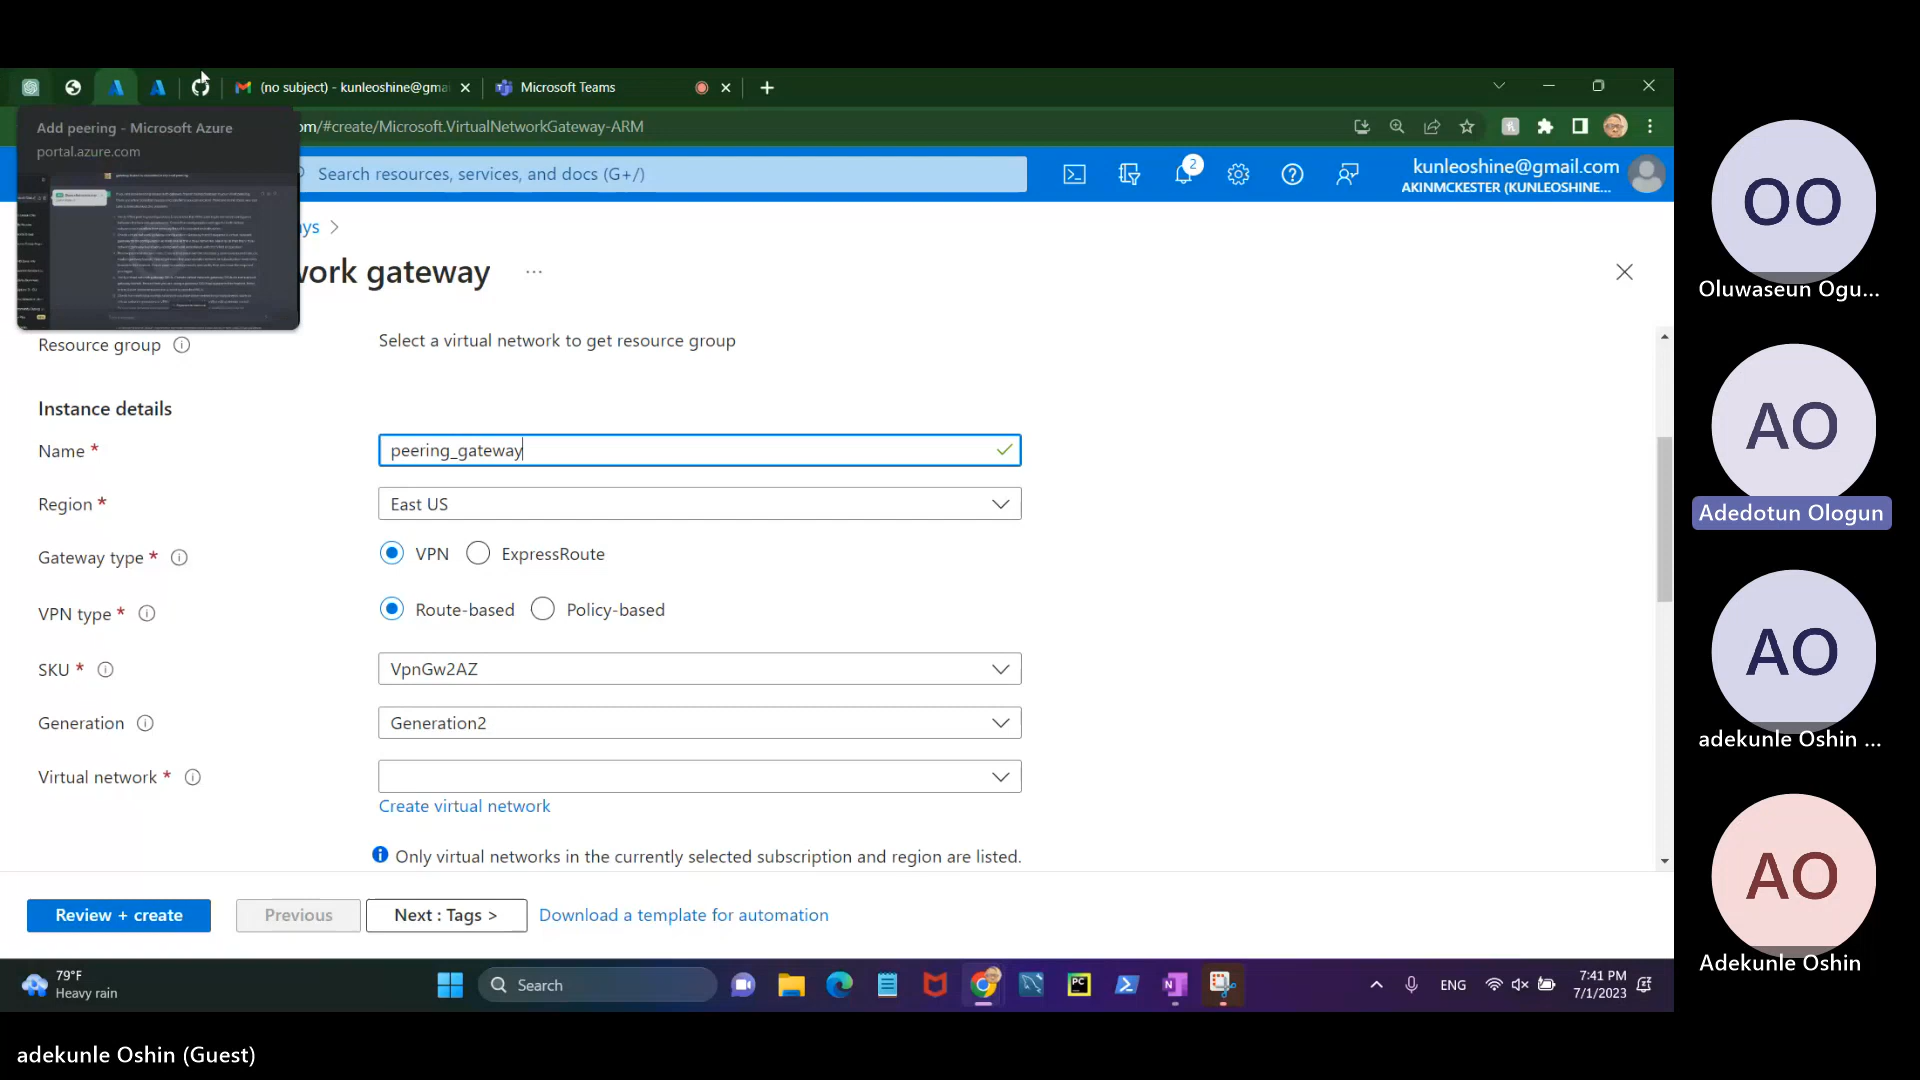 (no subject) - kunleoshine@gma
Microsoft Teams
Add peering - Microsoft Azure
portal.azure.com
om/#create/Microsoft.VirtualNetworkGateway-ARM
Search resources, services, and docs (G+/)
2
kunleoshine@gmail.com
AKINMCKESTER (KUNLEOSHINE...
ys >
work gateway ...
Resource group
Select a virtual network to get resource group
Instance details
Name *
peering_gateway
Region *
East US
Gateway type *
VPN
ExpressRoute
VPN type *
Route-based
Policy-based
SKU *
VpnGw2AZ
Generation
Generation2
Virtual network *
Create virtual network
Only virtual networks in the currently selected subscription and region are listed.
Review + create
Previous
Next : Tags >
Download a template for automation
79°F
Heavy rain
Search
PC
N
ENG
7:41 PM
7/1/2023
OO
Oluwaseun Ogu...
AO
Adedotun Ologun
AO
adekunle Oshin ...
AO
Adekunle Oshin
adekunle Oshin (Guest)